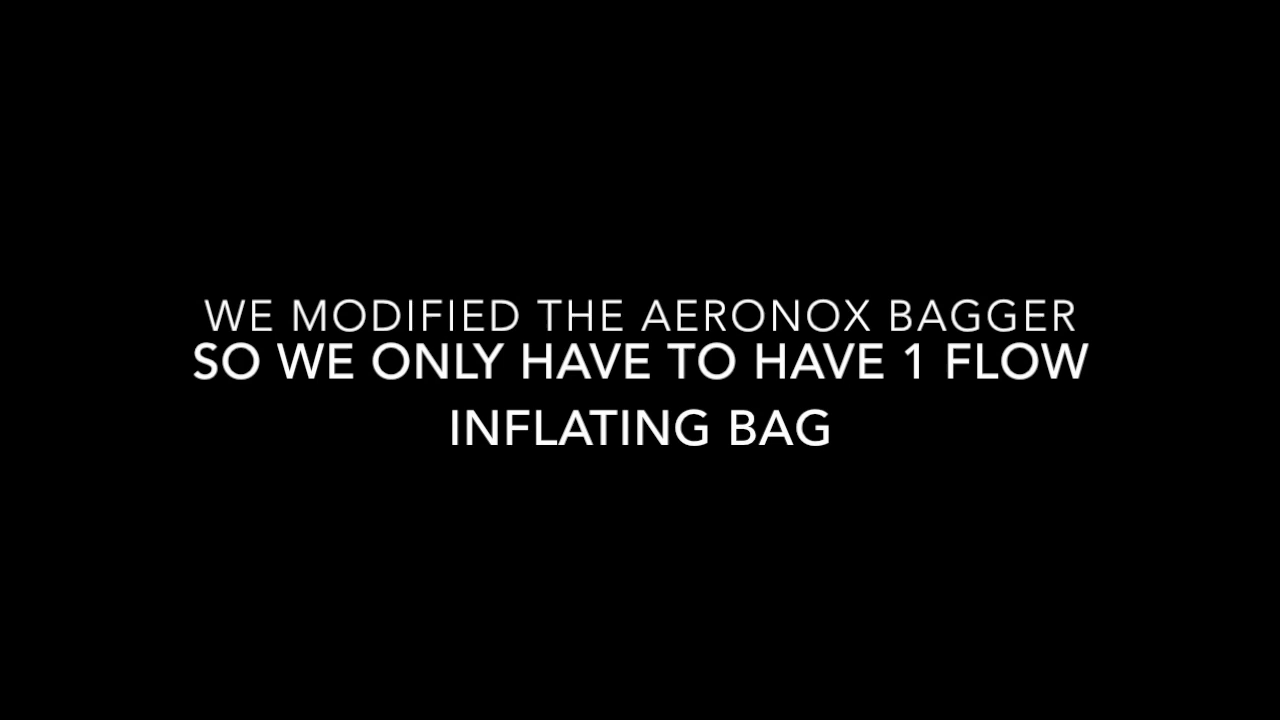 WE MODIFIED THE AERONOX BAGGER
SO WE ONLY HAVE TO HAVE 1 FLOW
INFLATING BAG